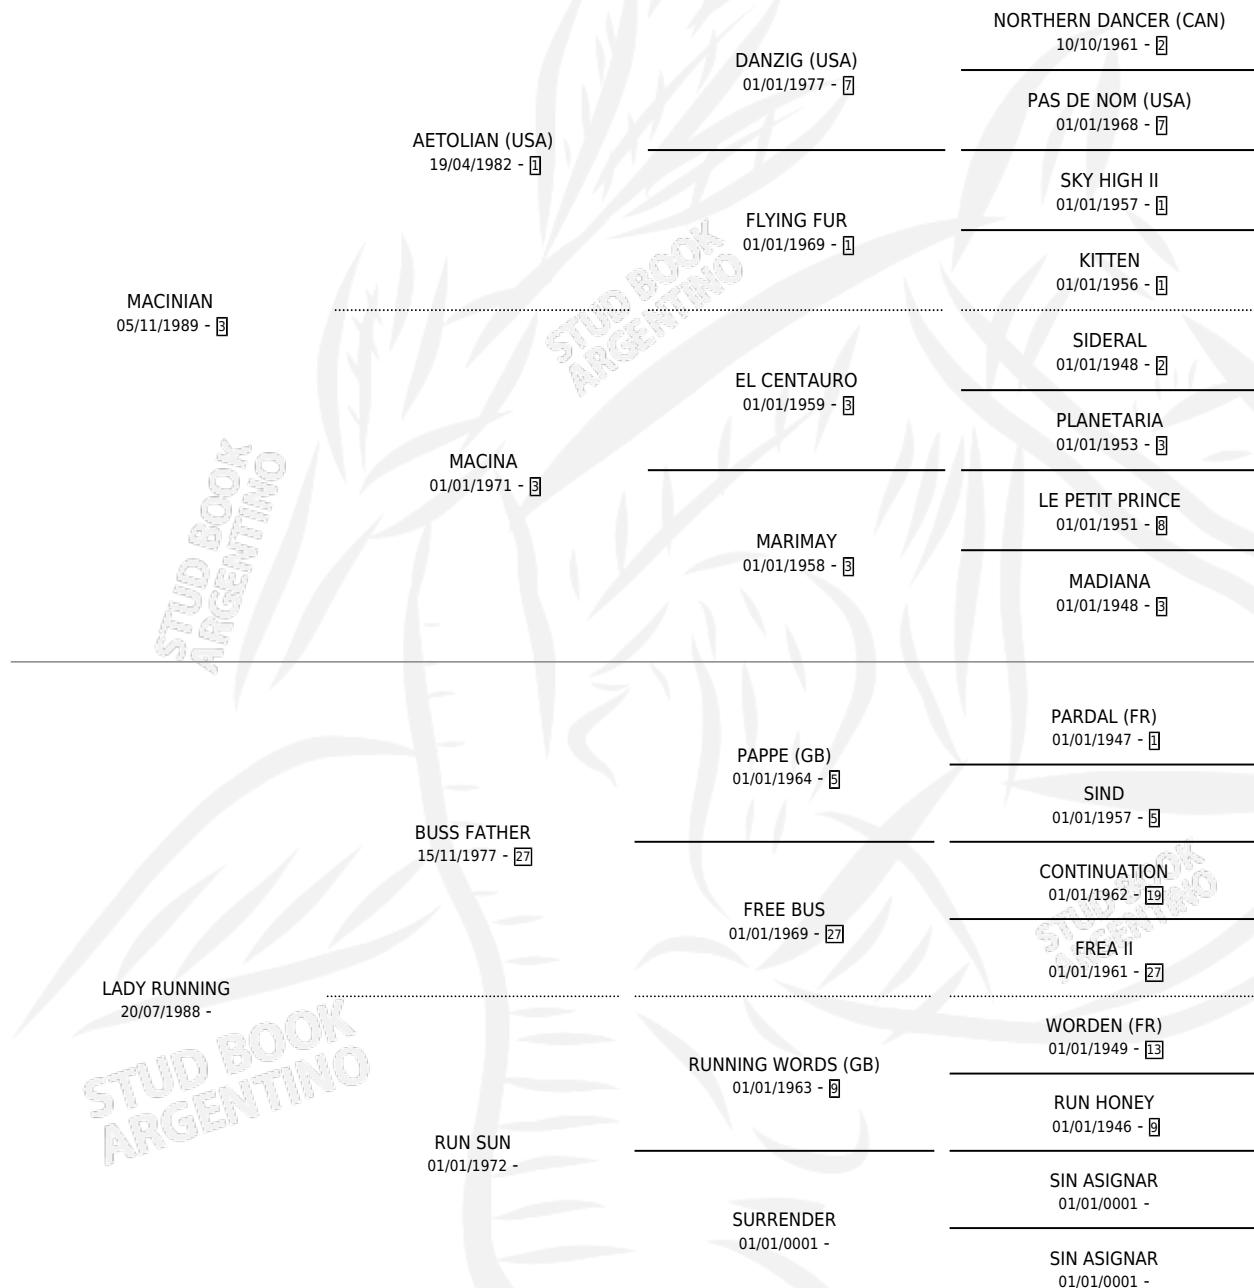 NORTHERN DANCER (CAN)
10/10/1961 - 2
DANZIG (USA)
01/01/1977 - 7
PAS DE NOM (USA)
01/01/1968 - 7
AETOLIAN (USA)
19/04/1982 - 1
SKY HIGH II
01/01/1957 - 1
FLYING FUR
01/01/1969 - 1
KITTEN
01/01/1956 - 1
MACINIAN
05/11/1989 - 3
SIDERAL
01/01/1948 - 2
EL CENTAURO
01/01/1959 - 3
PLANETARIA
01/01/1953 - 3
MACINA
01/01/1971 - 3
LE PETIT PRINCE
01/01/1951 - 8
MARIMAY
01/01/1958 - 3
MADIANA
01/01/1948 - 3
PARDAL (FR)
01/01/1947 - 1
PAPPE (GB)
01/01/1964 - 5
SIND
01/01/1957 - 5
BUSS FATHER
15/11/1977 - 27
CONTINUATION
01/01/1962 - 19
FREE BUS
01/01/1969 - 27
FREA II
01/01/1961 - 27
LADY RUNNING
20/07/1988 -
WORDEN (FR)
01/01/1949 - 13
RUNNING WORDS (GB)
01/01/1963 - 9
RUN HONEY
01/01/1946 - 9
RUN SUN
01/01/1972 -
SIN ASIGNAR
01/01/0001 -
SURRENDER
01/01/0001 -
SIN ASIGNAR
01/01/0001 -
STUD BOOK
ARGENTINO
STUD BOOK
ARGENTINO
STUD BOOK
ARGENTINO
STUD BOOK
ARGENTINO